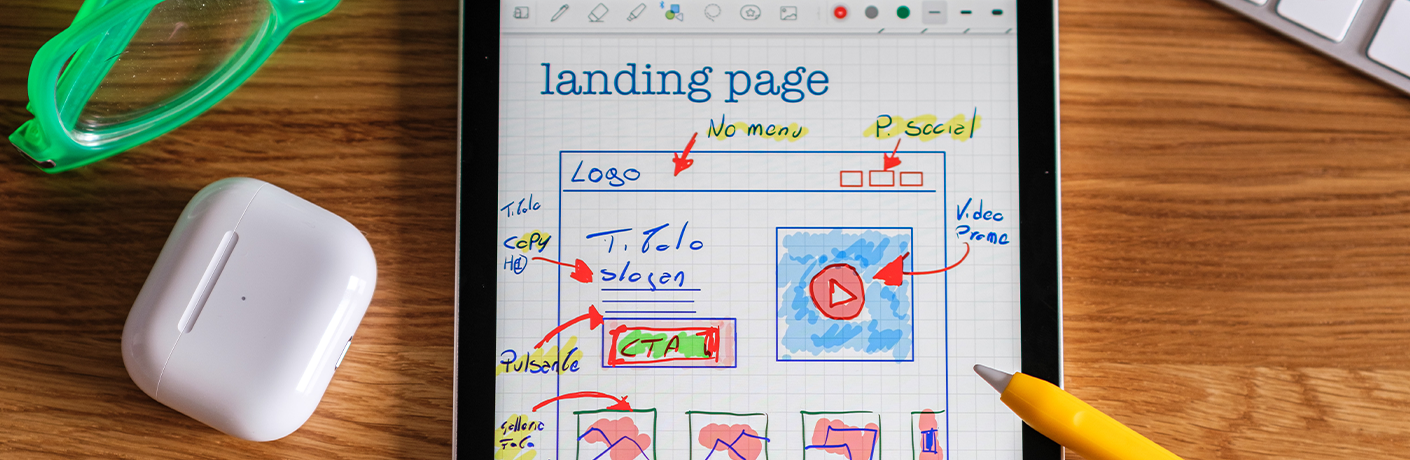 landing page
No menu
P. Social
Logo
Titolo
Video
Promo
Titolo
Copy
H1
slogan
CTA
Pulsante
galleria
Foto